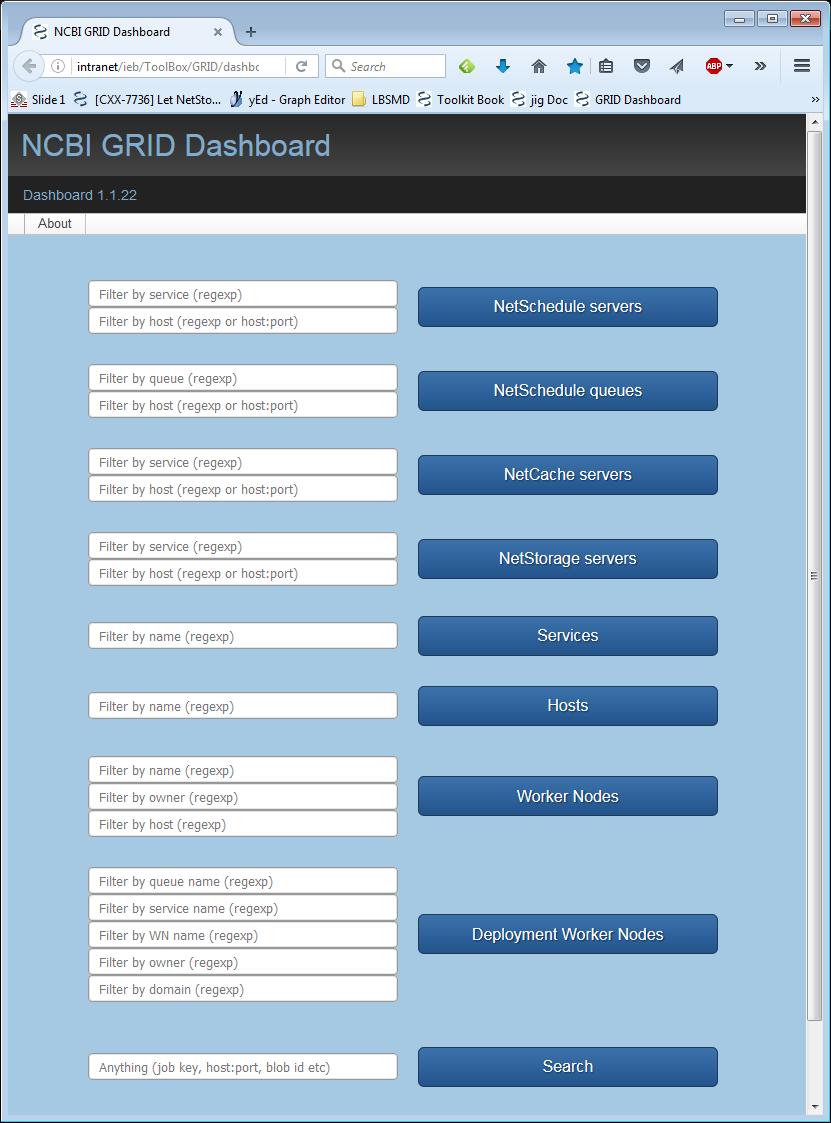 NCBI GRID Dashboard
intranet/ieb/ToolBox/GRID/dashbc
Search
ABP
Slide 1
[CXX-7736] Let NetSto...
yEd - Graph Editor
LBSMD
Toolkit Book
jig Doc
GRID Dashboard
NCBI GRID Dashboard
Dashboard 1.1.22
About
Filter by service (regexp)
Filter by host (regexp or host:port)
NetSchedule servers
Filter by queue (regexp)
Filter by host (regexp or host:port)
NetSchedule queues
Filter by service (regexp)
Filter by host (regexp or host:port)
NetCache servers
Filter by service (regexp)
Filter by host (regexp or host:port)
NetStorage servers
Filter by name (regexp)
Services
Filter by name (regexp)
Hosts
Filter by name (regexp)
Filter by owner (regexp)
Filter by host (regexp)
Worker Nodes
Filter by queue name (regexp)
Filter by service name (regexp)
Filter by WN name (regexp)
Filter by owner (regexp)
Filter by domain (regexp)
Deployment Worker Nodes
Anything (job key, host:port, blob id etc)
Search